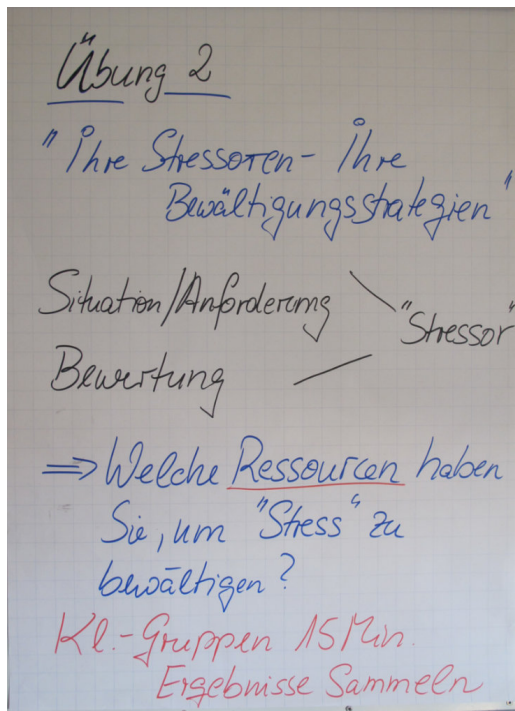 Übung 2
"Ihre Stressoren - Ihre
Bewältigungsstrategien"
Situation/Anforderung
"Stressor"
Bewertung
⇒ Welche Ressourcen haben
Sie, um "Stress" zu
bewältigen?
Kl.-Gruppen 15 Min.
Ergebnisse Sammeln